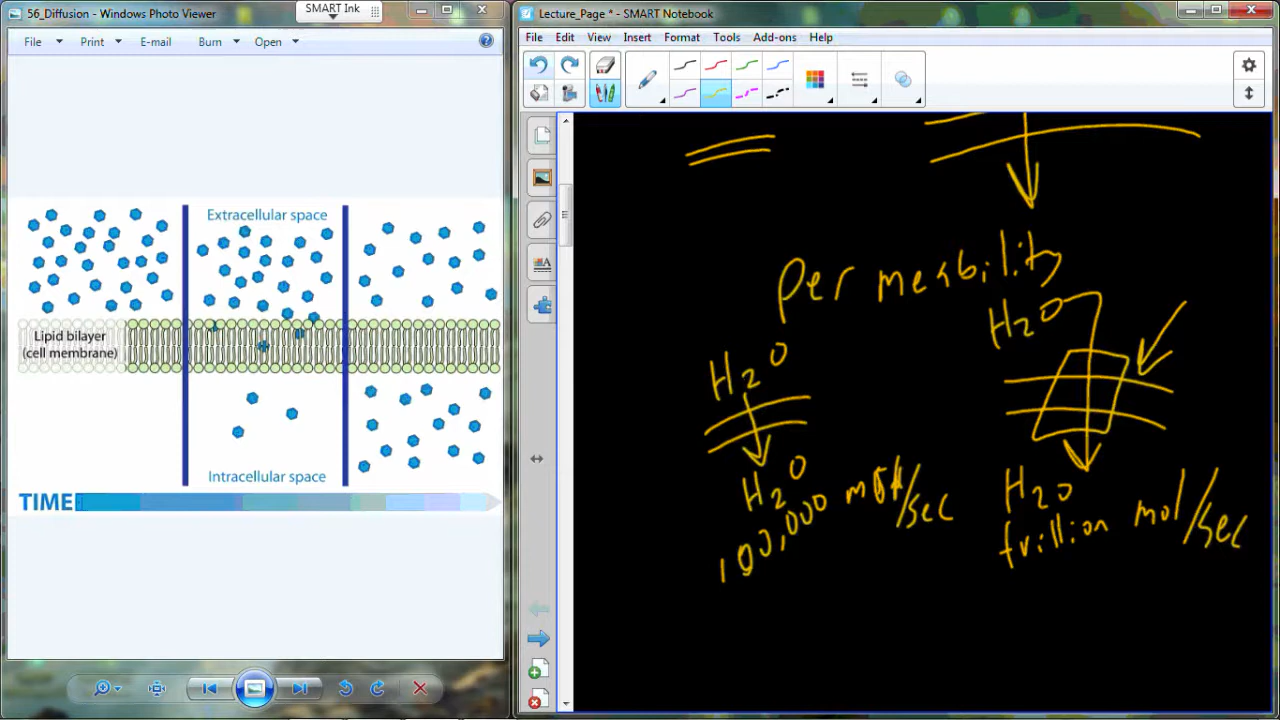 56_Diffusion - Windows Photo Viewer
SMART Ink
File Print E-mail Burn Open
Extracellular space
Lipid bilayer
(cell membrane)
Intracellular space
TIME
Lecture_Page * - SMART Notebook
File Edit View Insert Format Tools Add-ons Help
Permeability
H2O
H2O
100,000 mol/sec
H2O
H2O
trillion mol/sec